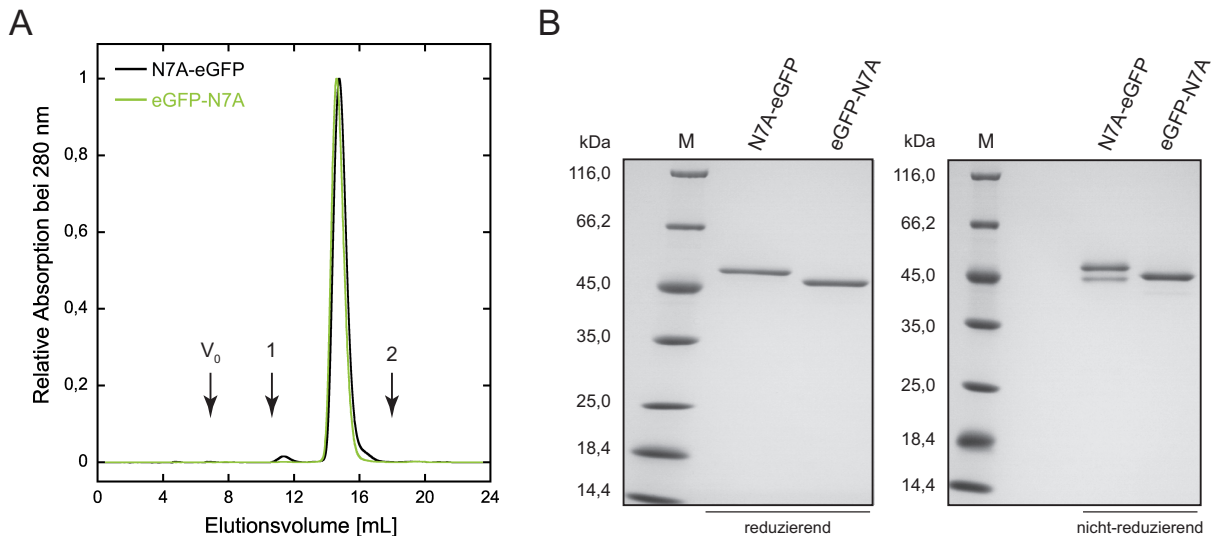 A
N7A-eGFP
eGFP-N7A
Relative Absorption bei 280 nm
1
0,8
0,6
0,4
0,2
0
V0
1
2
0 4 8 12 16 20 24
Elutionsvolume [mL]
B
kDa M N7A-eGFP eGFP-N7A
116,0
66,2
45,0
35,0
25,0
18,4
14,4
reduzierend
kDa M N7A-eGFP eGFP-N7A
116,0
66,2
45,0
35,0
25,0
18,4
14,4
nicht-reduzierend